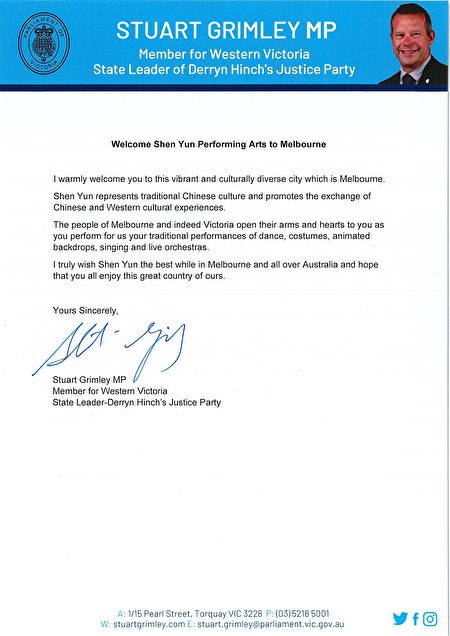 PARLIAMENT OF
VICTORIA
STUART GRIMLEY MP
Member for Western Victoria
State Leader of Derryn Hinch's Justice Party
Welcome Shen Yun Performing Arts to Melbourne
I warmly welcome you to this vibrant and culturally diverse city which is Melbourne.
Shen Yun represents traditional Chinese culture and promotes the exchange of
Chinese and Western cultural experiences.
The people of Melbourne and indeed Victoria open their arms and hearts to you as
you perform for us your traditional performances of dance, costumes, animated
backdrops, singing and live orchestras.
I truly wish Shen Yun the best while in Melbourne and all over Australia and hope
that you all enjoy this great country of ours.
Yours Sincerely,
Stuart Grimley MP
Member for Western Victoria
State Leader-Derryn Hinch's Justice Party
A: 1/15 Pearl Street, Torquay VIC 3228 P: (03) 5218 5001
W: stuartgrimley.com E: stuart.grimley@parliament.vic.gov.au